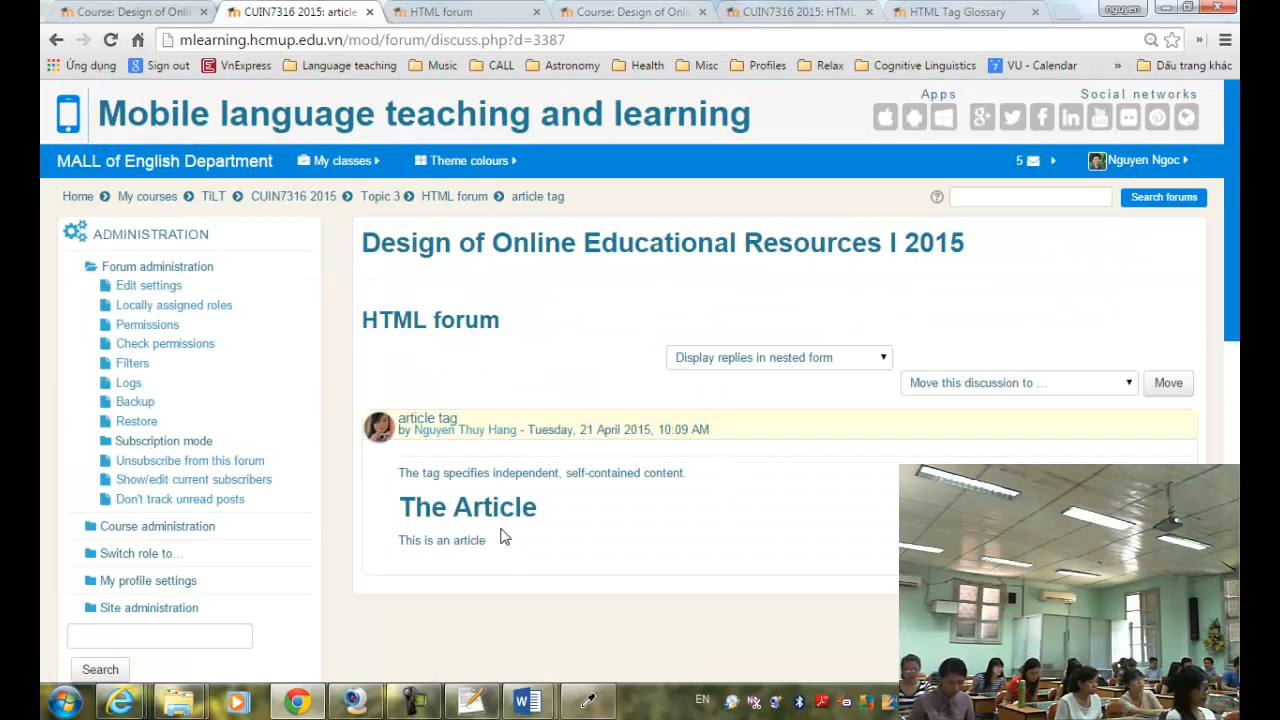 Course: Design of Onli
CUIN7316 2015: article
HTML forum
Course: Design of Onli
CUIN7316 2015: HTML
HTML Tag Glossary
nguyen
mlearning.hcmup.edu.vn/mod/forum/discuss.php?d=3387
Ứng dụng
Sign out
VnExpress
Language teaching
Music
CALL
Astronomy
Health
Misc
Profiles
Relax
Cognitive Linguistics
VU - Calendar
»
Dấu trang khác
Mobile language teaching and learning
Apps
Social networks
MALL of English Department
My classes
Theme colours
5
Nguyen Ngoc
Home
My courses
TiLT
CUIN7316 2015
Topic 3
HTML forum
article tag
Search forums
ADMINISTRATION
Forum administration
Edit settings
Locally assigned roles
Permissions
Check permissions
Filters
Logs
Backup
Restore
Subscription mode
Unsubscribe from this forum
Show/edit current subscribers
Don't track unread posts
Course administration
Switch role to...
My profile settings
Site administration
Search
Design of Online Educational Resources I 2015
HTML forum
Display replies in nested form
Move this discussion to ...
Move
article tag
by Nguyen Thuy Hang - Tuesday, 21 April 2015, 10:09 AM
The tag specifies independent, self-contained content.
The Article
This is an article
EN